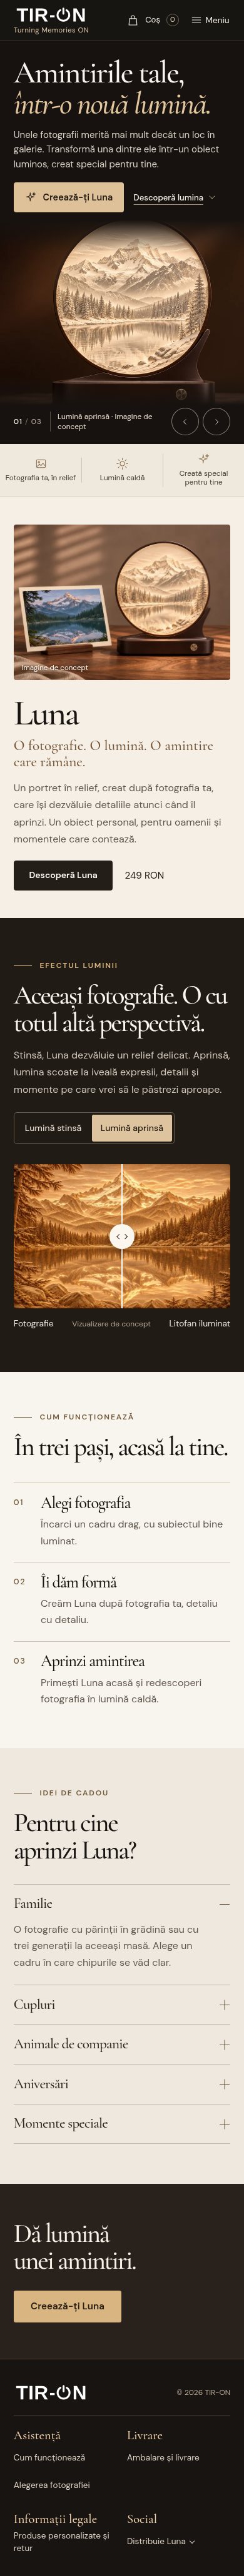 TIR-ON
Turning Memories ON
Coș 0
Meniu
Amintirile tale,
într-o nouă lumină.
Unele fotografii merită mai mult decât un loc în
galerie. Transformă una dintre ele într-un obiect
luminos, creat special pentru tine.
Creează-ți Luna
Descoperă lumina
01 / 03
Lumină aprinsă · Imagine de
concept
Fotografia ta, în relief
Lumină caldă
Creată special
pentru tine
Imagine de concept
Luna
O fotografie. O lumină. O amintire
care rămâne.
Un portret în relief, creat după fotografia ta,
care își dezvăluie detaliile atunci când îl
aprinzi. Un obiect personal, pentru oameni și
momentele care contează.
Descoperă Luna
249 RON
EFECTUL LUMINII
Aceeași fotografie. O cu
totul altă perspectivă.
Stinsă, Luna dezvăluie un relief delicat. Aprinsă,
lumina scoate la iveală expresii, detalii și
momente pe care vrei să le păstrezi aproape.
Lumină stinsă
Lumină aprinsă
Fotografie
Vizualizare de concept
Litofan iluminat
CUM FUNCȚIONEAZĂ
În trei pași, acasă la tine.
01
Alegi fotografia
Încarci un cadru drag, cu subiectul bine
luminat.
02
Îi dăm formă
Creăm Luna după fotografia ta, detaliu
cu detaliu.
03
Aprinzi amintirea
Primești Luna acasă și redescoperi
fotografia în lumină caldă.
IDEI DE CADOU
Pentru cine
aprinzi Luna?
Familie
O fotografie cu părinții în grădină sau cu
trei generații la aceeași masă. Alege un
cadru în care chipurile se văd clar.
Cupluri
Animale de companie
Aniversări
Momente speciale
Dă lumină
unei amintiri.
Creează-ți Luna
TIR-ON
© 2026 TIR-ON
Asistență
Livrare
Cum funcționează
Ambalare și livrare
Alegerea fotografiei
Informații legale
Social
Produse personalizate și
retur
Distribuie Luna